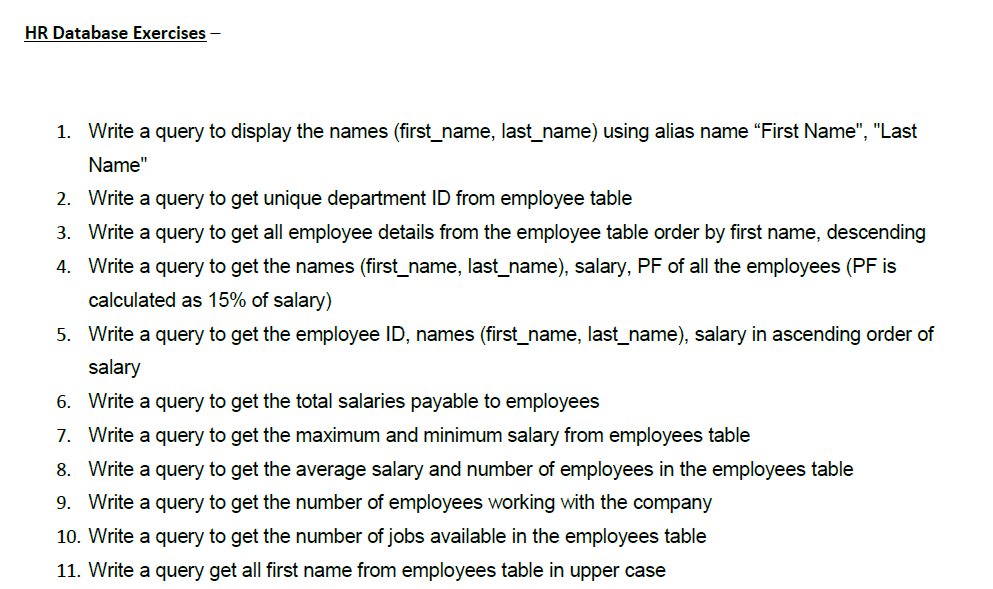 HR Database Exercises –
1. Write a query to display the names (first_name, last_name) using alias name “First Name", "Last
Name"
2. Write a query to get unique department ID from employee table
3. Write a query to get all employee details from the employee table order by first name, descending
4. Write a query to get the names (first_name, last_name), salary, PF of all the employees (PF is
calculated as 15% of salary)
5. Write a query to get the employee ID, names (first_name, last_name), salary in ascending order of
salary
6. Write a query to get the total salaries payable to employees
7. Write a query to get the maximum and minimum salary from employees table
8. Write a query to get the average salary and number of employees in the employees table
9. Write a query to get the number of employees working with the company
10. Write a query to get the number of jobs available in the employees table
11. Write a query get all first name from employees table in upper case